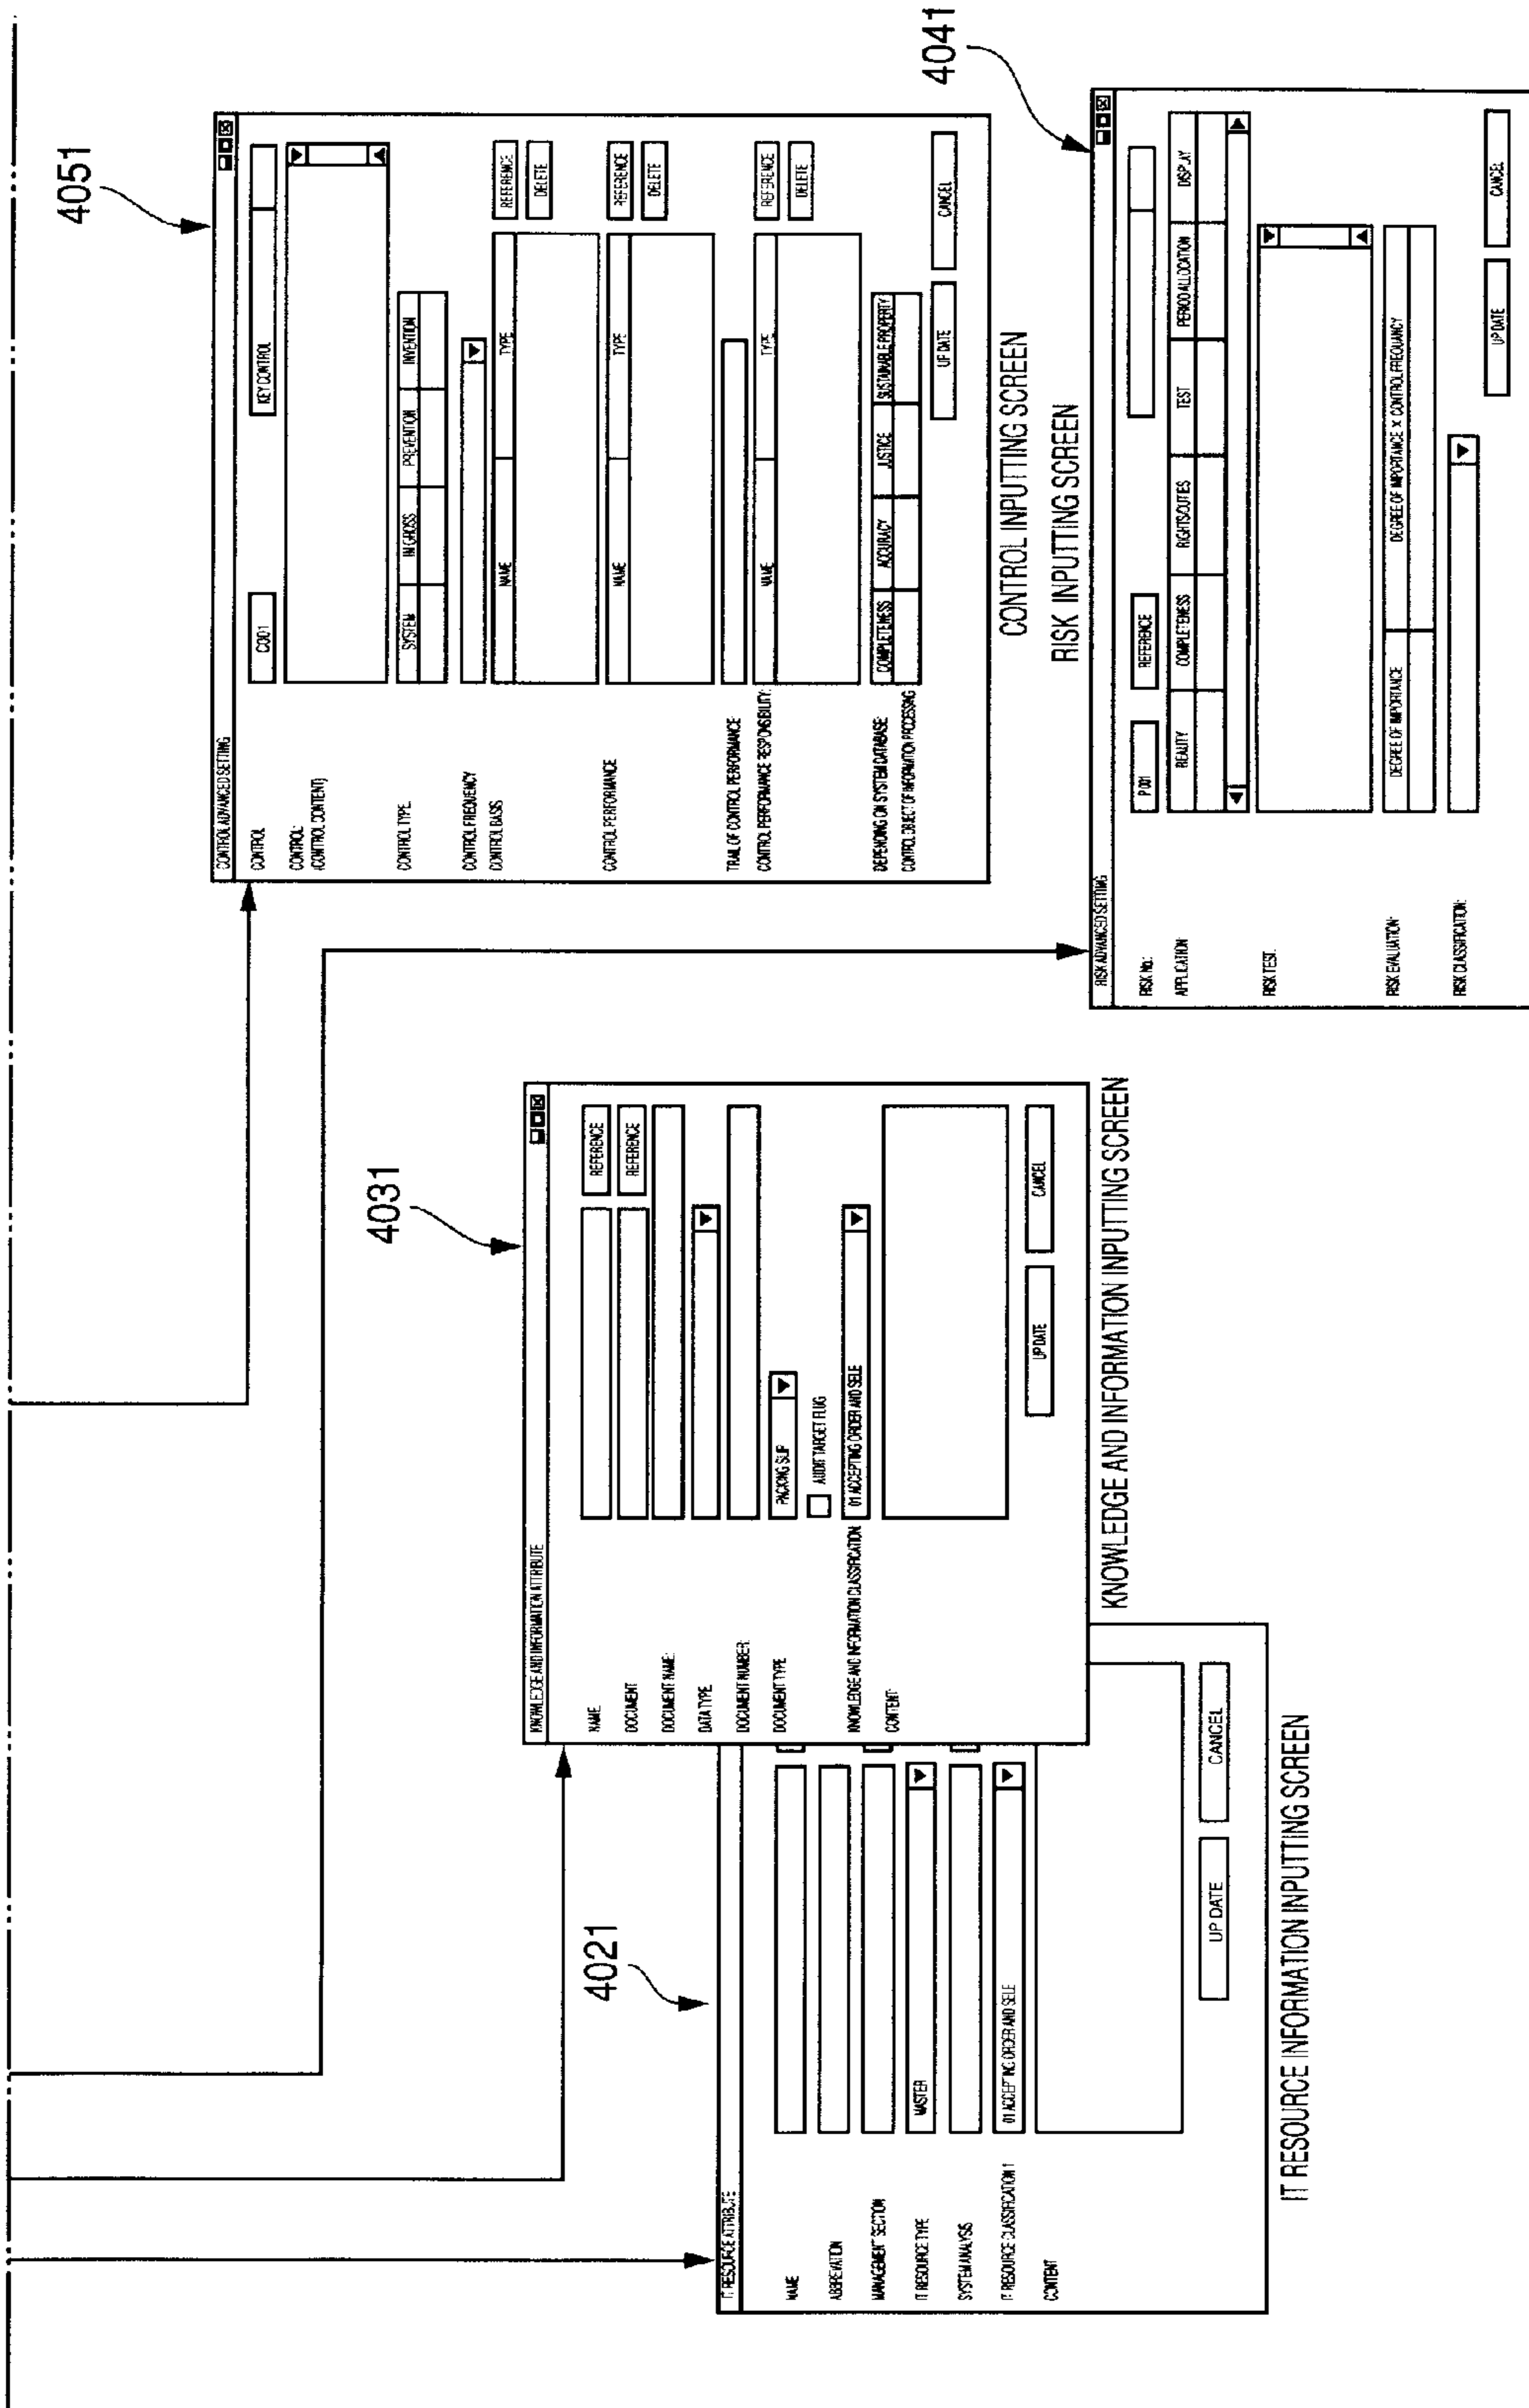 4021
IT RESOURCE ATTRIBUTE
NAME
ABBREVIATION
MANAGEMENT SECTION
IT RESOURCE TYPE
MASTER
SYSTEM ANALYSIS
IT RESOURCE CLASSIFICATION 1
01 ACCEPTING ORDER AND SELE
CONTENT
UP DATE
CANCEL
IT RESOURCE INFORMATION INPUTTING SCREEN
4031
KNOWLEDGE AND INFORMATION ATTRIBUTE
NAME:
REFERENCE
DOCUMENT
REFERENCE
DOCUMENT NAME:
DATA TYPE
DOCUMENT NUMBER:
DOCUMENT TYPE
PACKING SLIP
AUDIT TARGET FLUG
KNOWLEDGE AND INFORMATION CLASSIFICATION:
01 ACCEPTING ORDER AND SELE
CONTENT:
UP DATE
CANCEL
KNOWLEDGE AND INFORMATION INPUTTING SCREEN
4051
CONTROL ADVANCED SETTING
CONTROL
C001
KEY CONTROL
CONTROL:
(CONTROL CONTENT)
CONTROL TYPE:
SYSTEM
IN GROSS
PREVENTION
INVENTION
CONTROL FREQUENCY
CONTROL BASIS
NAME
TYPE
REFERENCE
DELETE
CONTROL PERFORMANCE
NAME
TYPE
REFERENCE
DELETE
TRAIL OF CONTROL PERFORMANCE:
CONTROL PERFORMANCE RESPONSIBILITY:
NAME
TYPE
REFERENCE
DELETE
DEPENDING ON SYSTEM DATABASE:
CONTROL OBJECT OF INFORMATION PROCESSING
COMPLETENESS
ACCURACY
JUSTICE
SUSTAINABLE PROPERTY
UP DATE
CANCEL
CONTROL INPUTTING SCREEN
RISK INPUTTING SCREEN
4041
RISK ADVANCED SETTING
RISK No.:
P001
REFERENCE
APPLICATION:
REALITY
COMPLETENESS
RIGHTS/DUTIES
TEST
PERIOD ALLOCATION
DISPLAY
RISK TEST:
RISK EVALUATION:
DEGREE OF IMPORTANCE
DEGREE OF IMPORTANCE X CONTROL FREQUANCY
RISK CLASSIFICATION:
UP DATE
CANCEL